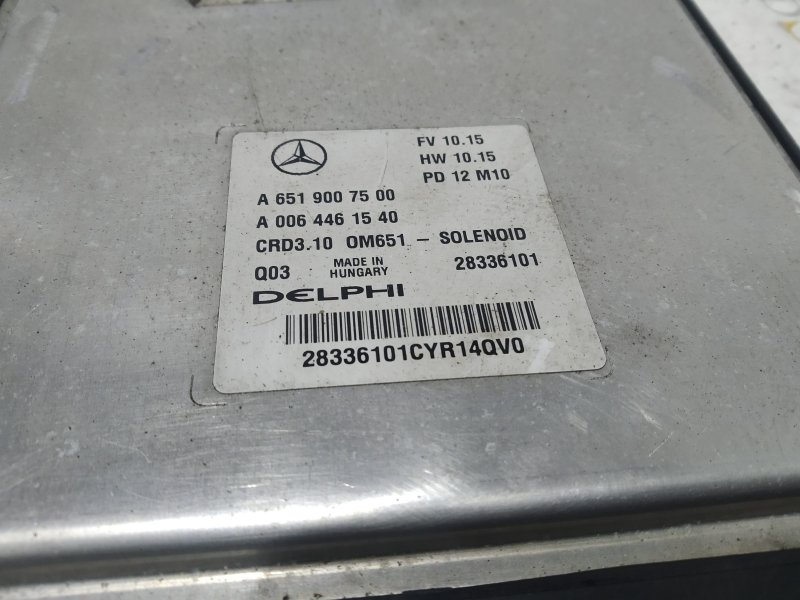 FV 10.15
HW 10.15
PD 12 M10
A 651 900 75 00
A 006 446 15 40
CRD3.10 OM651 – SOLENOID
Q03 MADE IN HUNGARY 28336101
DELPHI
28336101CYR14QV0